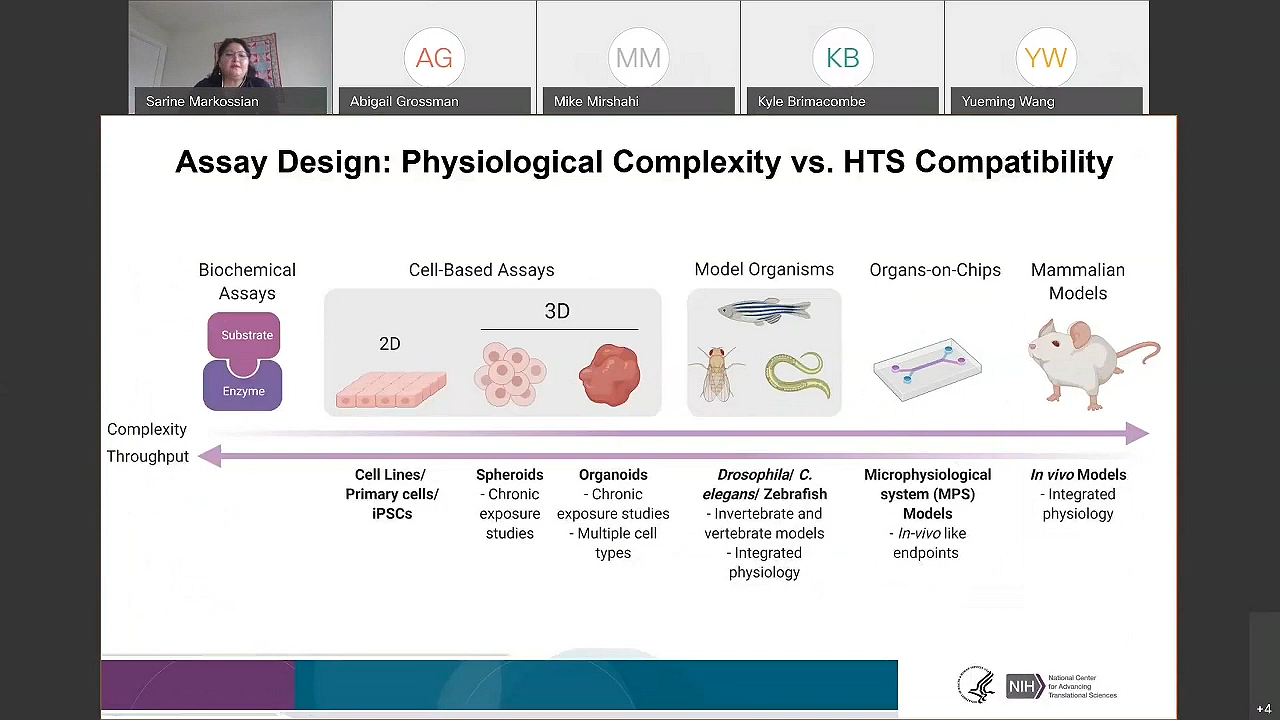 AG
MM
KB
YW
Sarine Markossian
Abigail Grossman
Mike Mirshahi
Kyle Brimacombe
Yueming Wang
Assay Design: Physiological Complexity vs. HTS Compatibility
Biochemical
Assays
Cell-Based Assays
Model Organisms
Organs-on-Chips
Mammalian
Models
Substrate
Enzyme
2D
3D
Complexity
Throughput
Cell Lines/
Primary cells/
iPSCs
Spheroids
- Chronic
exposure
studies
Organoids
- Chronic
exposure studies
- Multiple cell
types
Drosophila/ C.
elegans/ Zebrafish
- Invertebrate and
vertebrate models
- Integrated
physiology
Microphysiological
system (MPS)
Models
- In-vivo like
endpoints
In vivo Models
- Integrated
physiology
NIH
National Center
for Advancing
Translational Sciences
+4